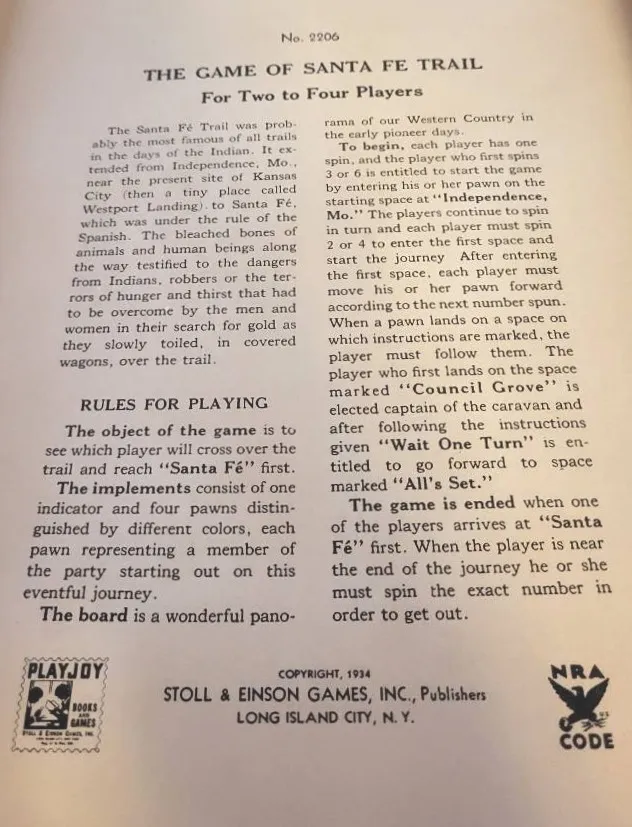 No. 2206
THE GAME OF SANTA FE TRAIL
For Two to Four Players
The Santa Fé Trail was prob-
ably the most famous of all trails
in the days of the Indian. It ex-
tended from Independence, Mo.,
near the present site of Kansas
City (then a tiny place called
Westport Landing) to Santa Fé,
which was under the rule of the
Spanish. The bleached bones of
animals and human beings along
the way testified to the dangers
from Indians, robbers or the ter-
rors of hunger and thirst that had
to be overcome by the men and
women in their search for gold as
they slowly toiled, in covered
wagons, over the trail.
RULES FOR PLAYING
The object of the game is to
see which player will cross over the
trail and reach "Santa Fé" first.
The implements consist of one
indicator and four pawns distin-
guished by different colors, each
pawn representing a member of
the party starting out on this
eventful journey.
The board is a wonderful pano-
rama of our Western Country in
the early pioneer days.
To begin, each player has one
spin, and the player who first spins
3 or 6 is entitled to start the game
by entering his or her pawn on the
starting space at "Independence,
Mo." The players continue to spin
in turn and each player must spin
2 or 4 to enter the first space and
start the journey After entering
the first space, each player must
move his or her pawn forward
according to the next number spun.
When a pawn lands on a space on
which instructions are marked, the
player must follow them. The
player who first lands on the space
marked "Council Grove" is
elected captain of the caravan and
after following the instructions
given "Wait One Turn" is en-
titled to go forward to space
marked "All's Set."
The game is ended when one
of the players arrives at "Santa
Fé" first. When the player is near
the end of the journey he or she
must spin the exact number in
order to get out.
PLAYJOY
BOOKS
AND
GAMES
STOLL & EINSON GAMES, INC.
COPYRIGHT, 1934
STOLL & EINSON GAMES, INC., Publishers
LONG ISLAND CITY, N. Y.
NRA
US
CODE